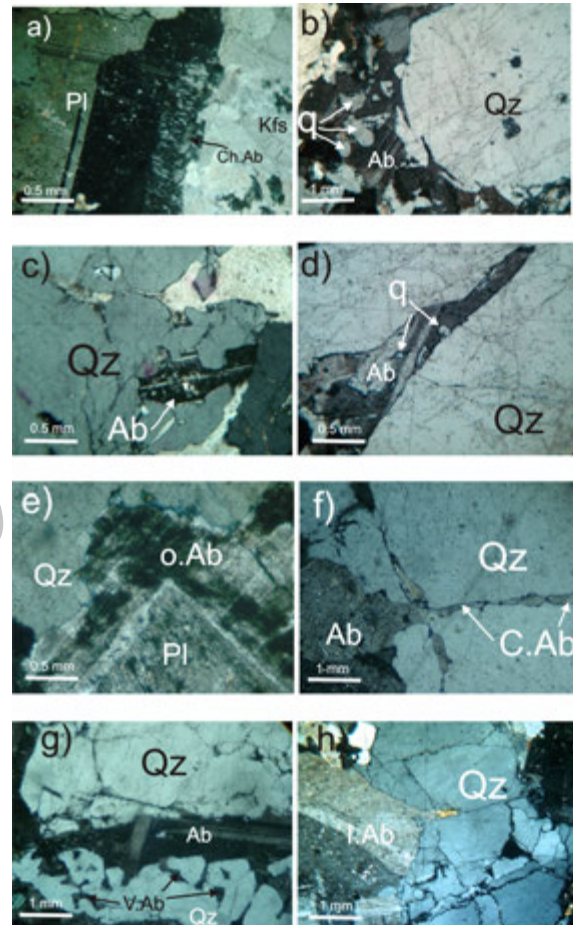 a)
Pl
Kfs
Ch.Ab
0.5 mm
b)
Qz
q
Ab
1 mm
c)
Qz
Ab
0.5 mm
d)
q
Ab
Qz
0.5 mm
e)
o.Ab
Qz
Pl
0.5 mm
f)
Qz
Ab
C.Ab
1 mm
g)
Qz
Ab
V.Ab
1 mm
Qz
h)
Qz
I.Ab
1 mm